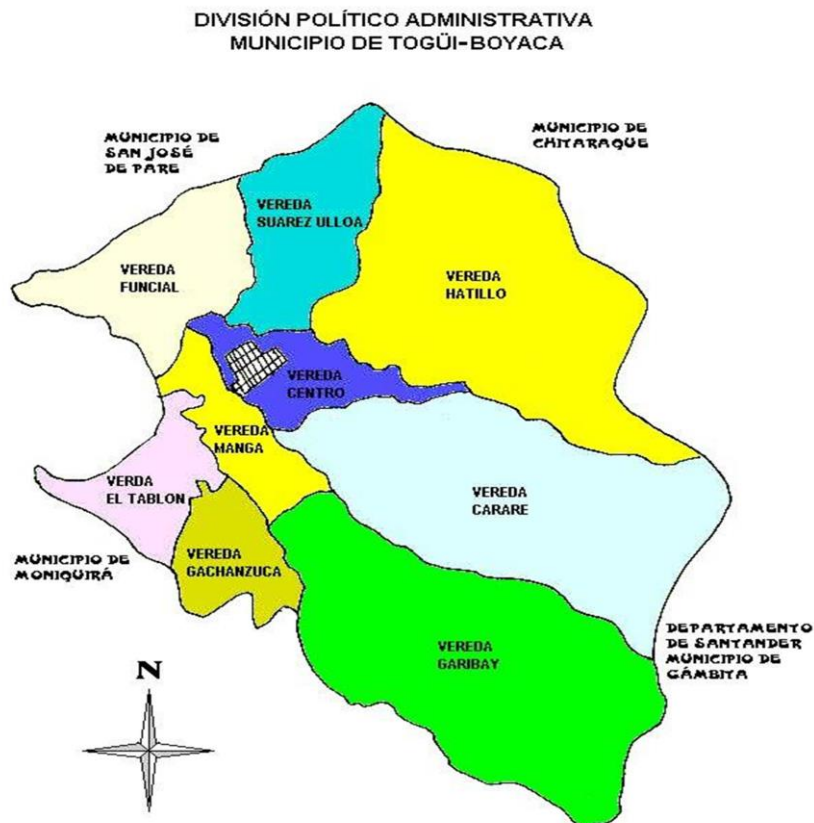 DIVISIÓN POLÍTICO ADMINISTRATIVA
MUNICIPIO DE TOGÜI-BOYACA
MUNICIPIO DE
SAN JOSÉ
DE PARE
MUNICIPIO DE
CHITARAQUE
VEREDA
SUAREZ ULLOA
VEREDA
FUNCIAL
VEREDA
HATILLO
VEREDA
CENTRO
VEREDA
MANGA
VERDA
EL TABLON
VEREDA
CARARE
VEREDA
GACHANZUCA
MUNICIPIO DE
MONIQUIRÁ
VEREDA
GARIBAY
DEPARTAMENTO
DE SANTANDER
MUNICIPIO DE
GÁMBITA
N